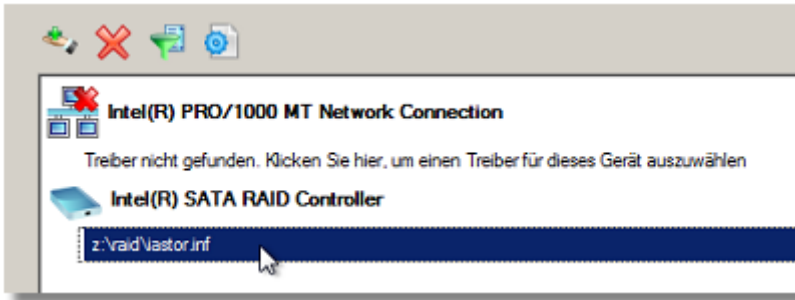 Intel(R) PRO/1000 MT Network Connection
Treiber nicht gefunden. Klicken Sie hier, um einen Treiber für dieses Gerät auszuwählen
Intel(R) SATA RAID Controller
z:\raid\iastor.inf